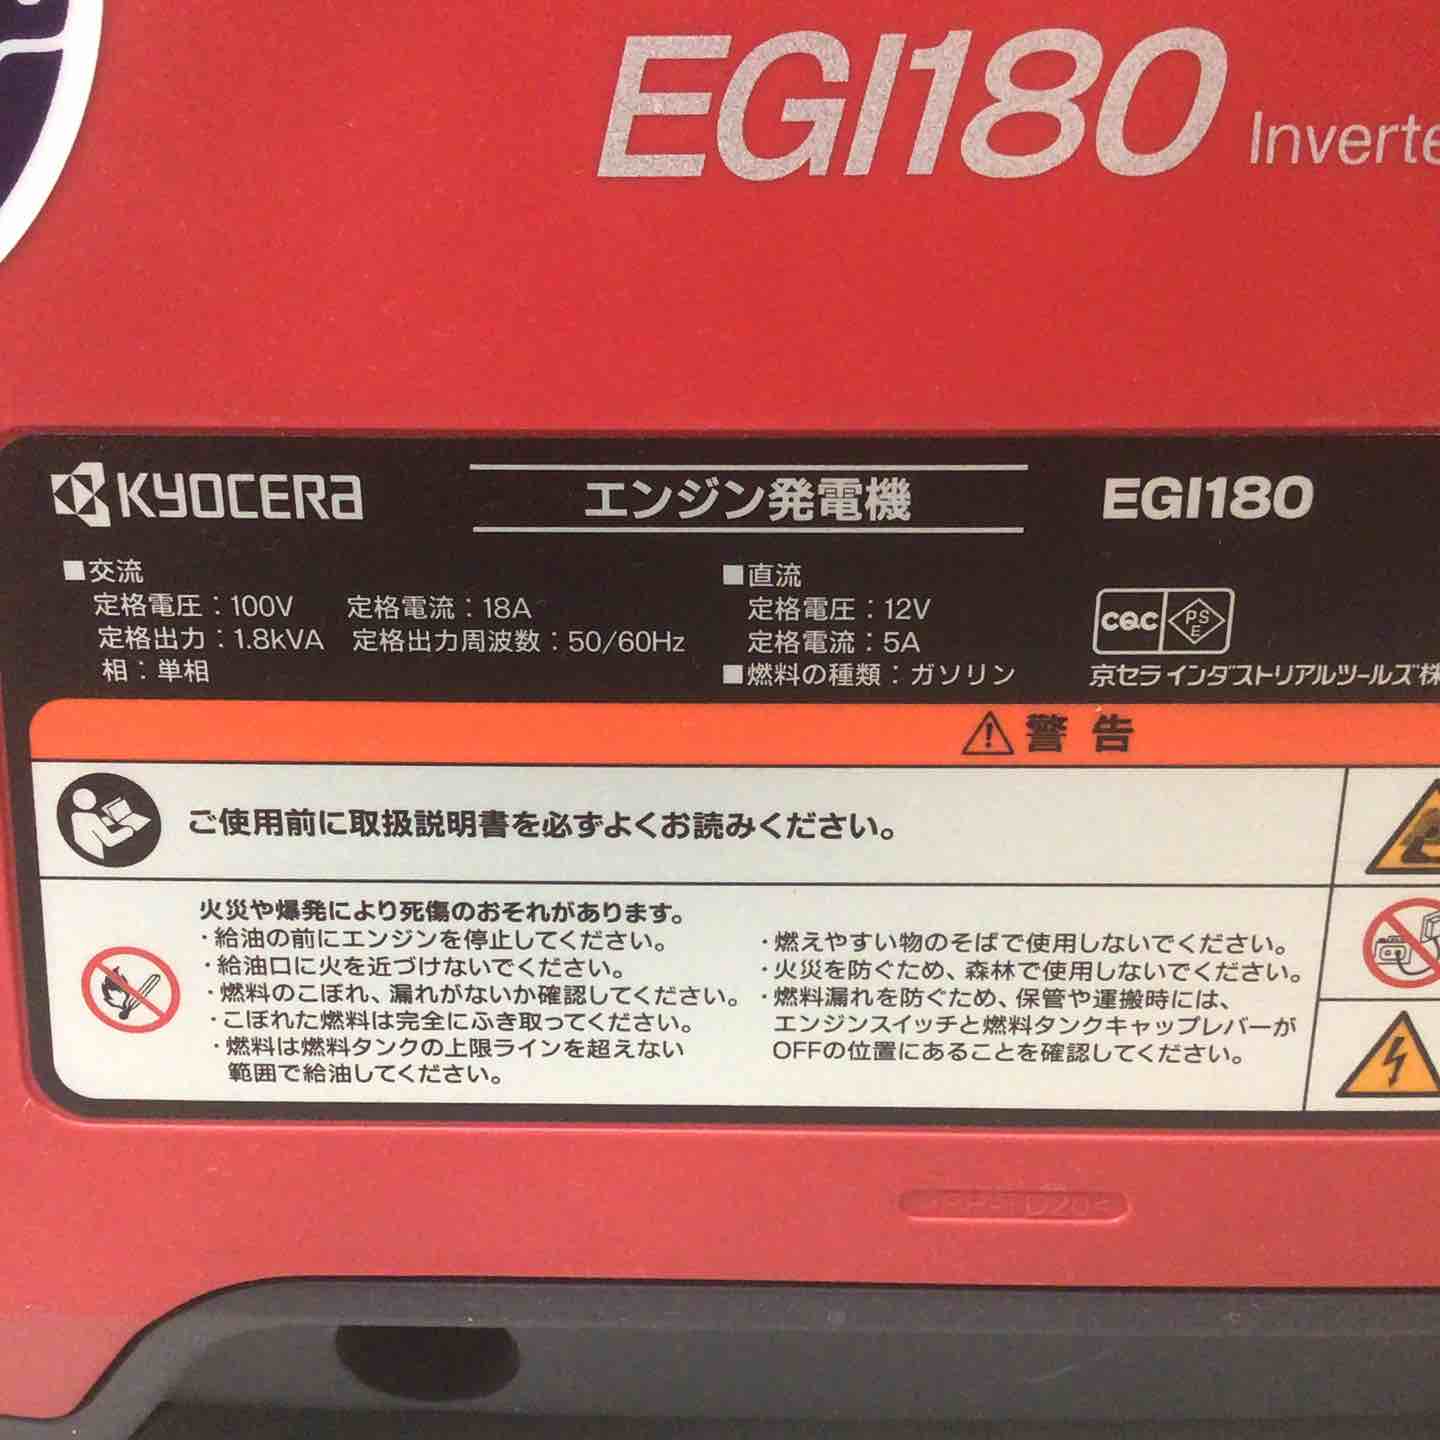 EGI180 Inverte
KYOCERA
エンジン発電機
EGI180
■交流
定格電圧：100V 定格電流：18A
定格出力：1.8kVA 定格出力周波数：50/60Hz
相：単相
■直流
定格電圧：12V
定格電流：5A
■燃料の種類：ガソリン
CQC PSE
京セラインダストリアルツールズ株
⚠警告
ご使用前に取扱説明書を必ずよくお読みください。
火災や爆発により死傷のおそれがあります。
・給油の前にエンジンを停止してください。
・給油口に火を近づけないでください。
・燃料のこぼれ、漏れがないか確認してください。
・こぼれた燃料は完全にふき取ってください。
・燃料は燃料タンクの上限ラインを超えない
範囲で給油してください。
・燃えやすい物のそばで使用しないでください。
・火災を防ぐため、森林で使用しないでください。
・燃料漏れを防ぐため、保管や運搬時には、
エンジンスイッチと燃料タンクキャップレバーが
OFFの位置にあることを確認してください。
>PP-TD20<